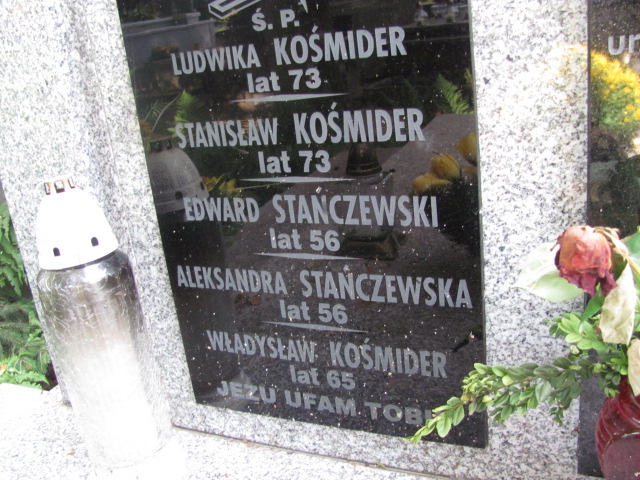 Ś. P.
LUDWIKA KOŚMIDER
lat 73
STANISŁAW KOŚMIDER
lat 73
EDWARD STAŃCZEWSKI
lat 56
ALEKSANDRA STAŃCZEWSKA
lat 56
WŁADYSŁAW KOŚMIDER
lat 65
JEZU UFAM TOBIE